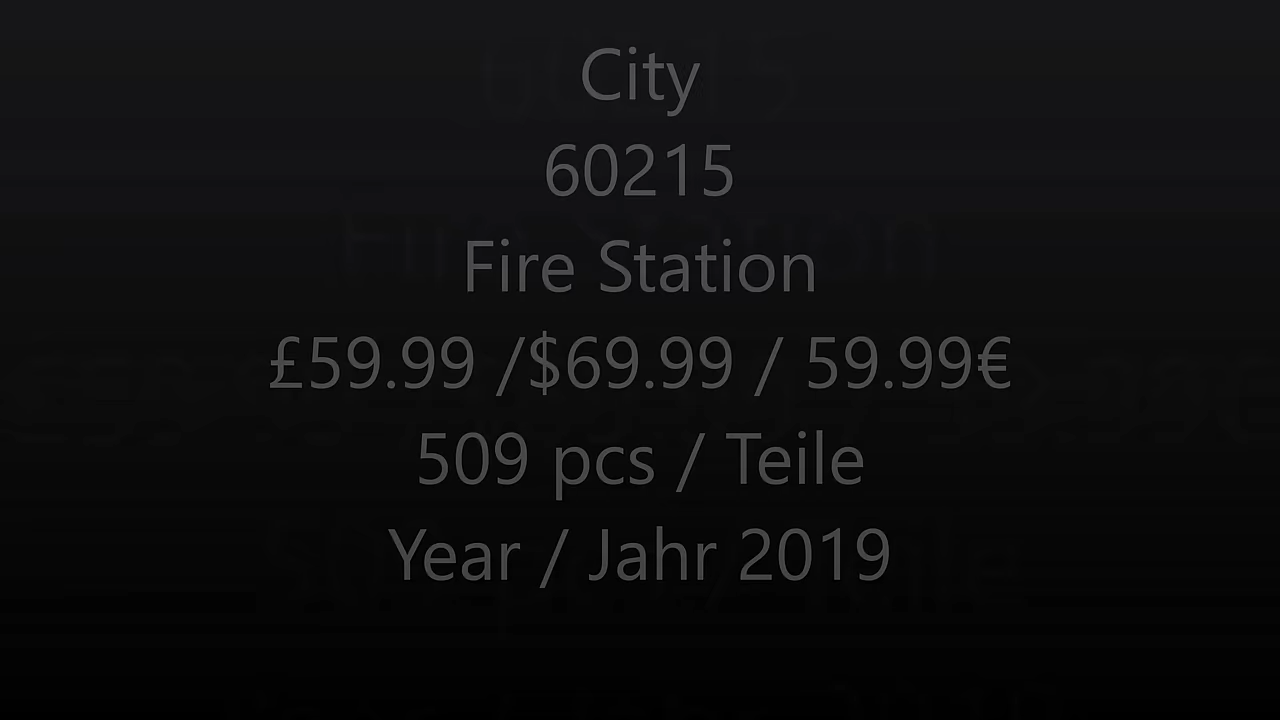 City
60215
Fire Station
£59.99 /$69.99 / 59.99€
509 pcs / Teile
Year / Jahr 2019